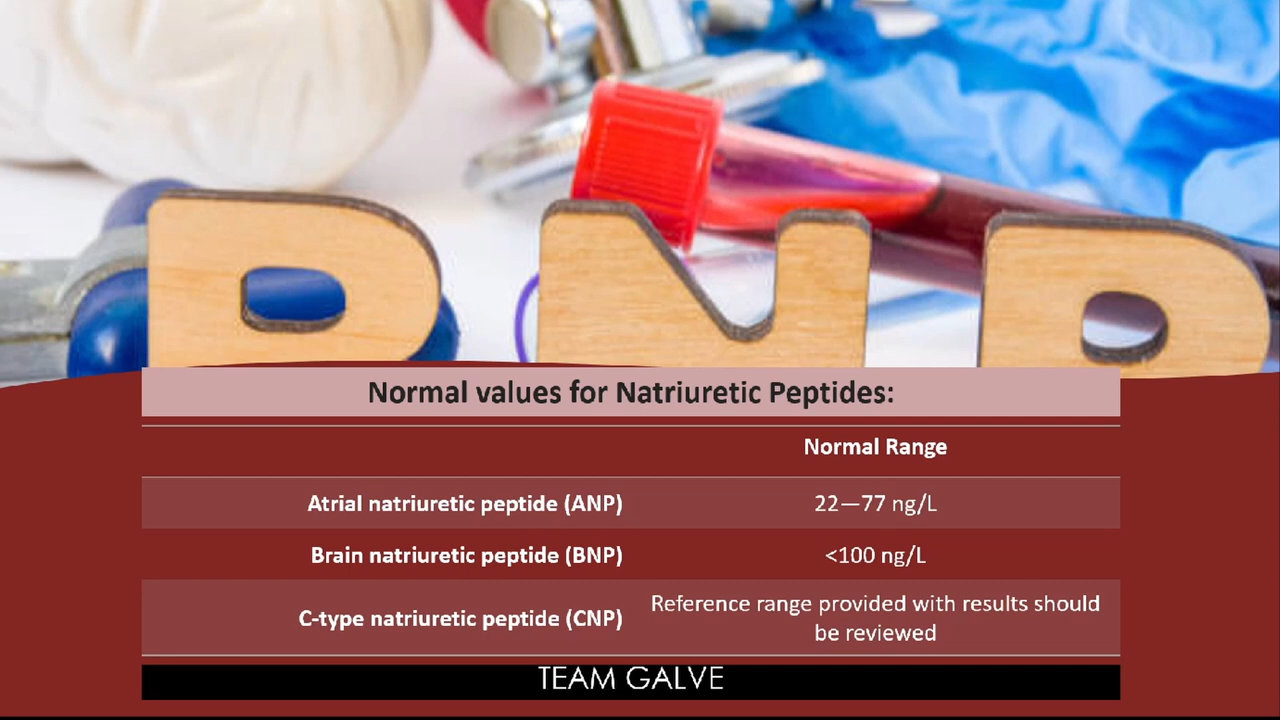 BNP
Normal values for Natriuretic Peptides:
Normal Range
Atrial natriuretic peptide (ANP) 22—77 ng/L
Brain natriuretic peptide (BNP) <100 ng/L
C-type natriuretic peptide (CNP) Reference range provided with results should
be reviewed
TEAM GALVE